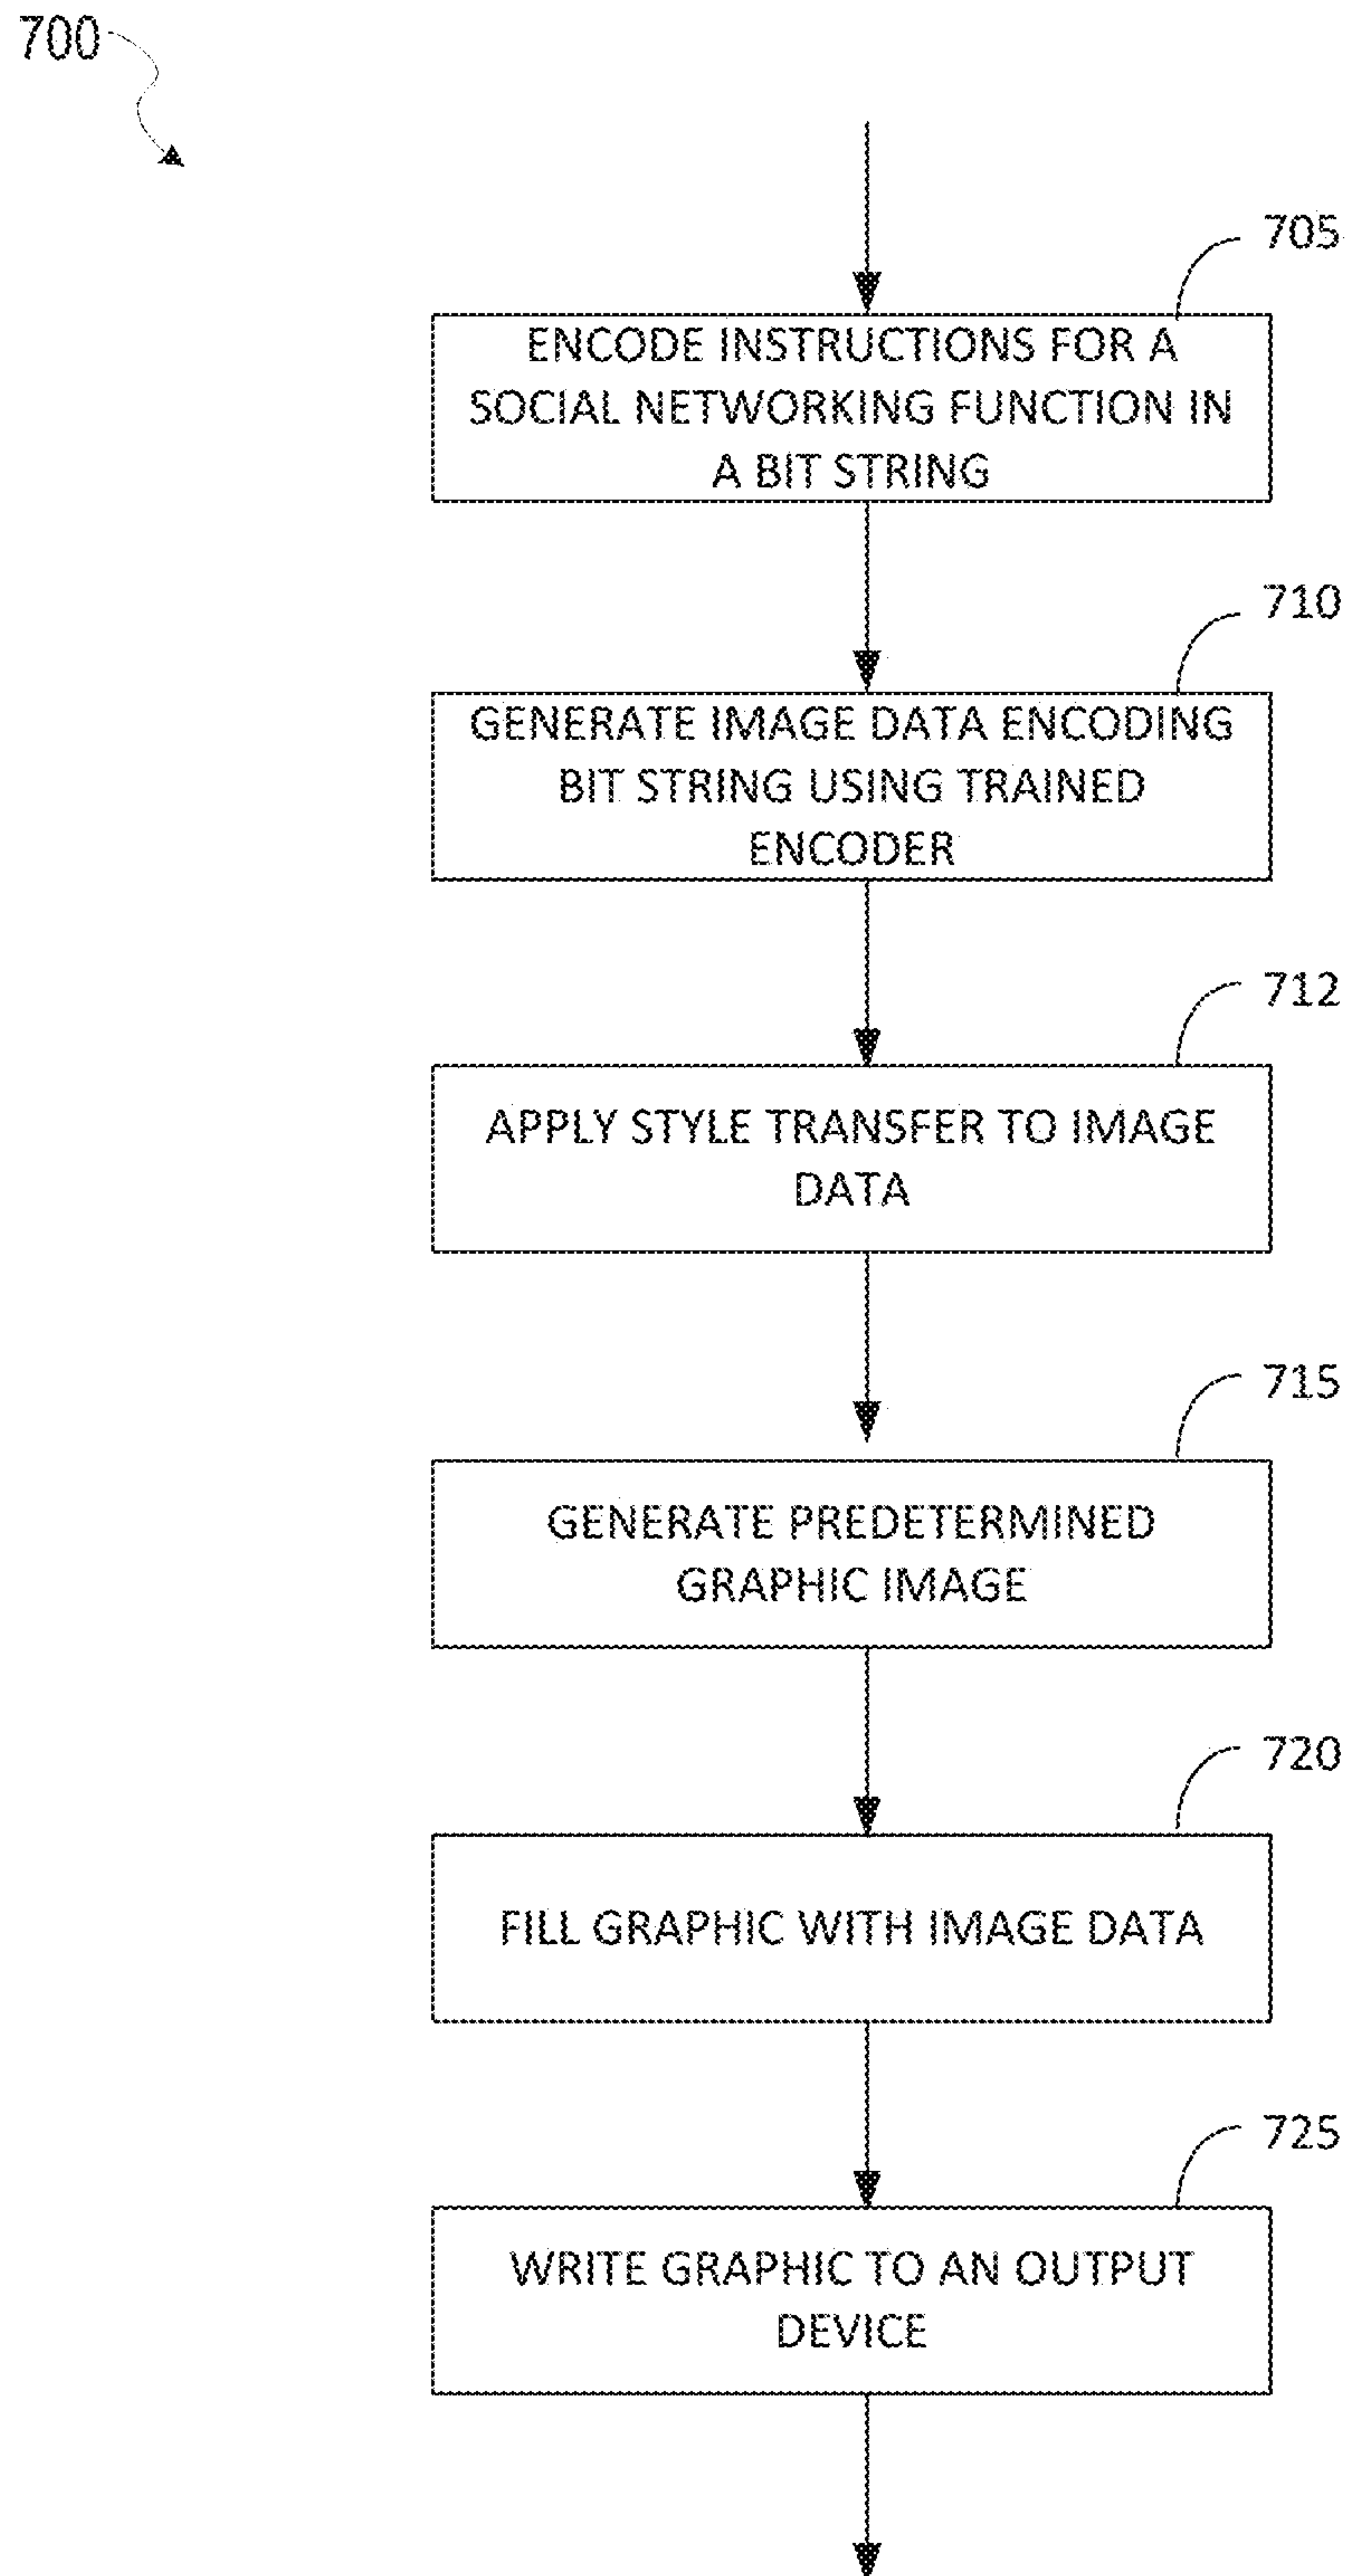 700
705
ENCODE INSTRUCTIONS FOR A
SOCIAL NETWORKING FUNCTION IN
A BIT STRING
710
GENERATE IMAGE DATA ENCODING
BIT STRING USING TRAINED
ENCODER
712
APPLY STYLE TRANSFER TO IMAGE
DATA
715
GENERATE PREDETERMINED
GRAPHIC IMAGE
720
FILL GRAPHIC WITH IMAGE DATA
725
WRITE GRAPHIC TO AN OUTPUT
DEVICE